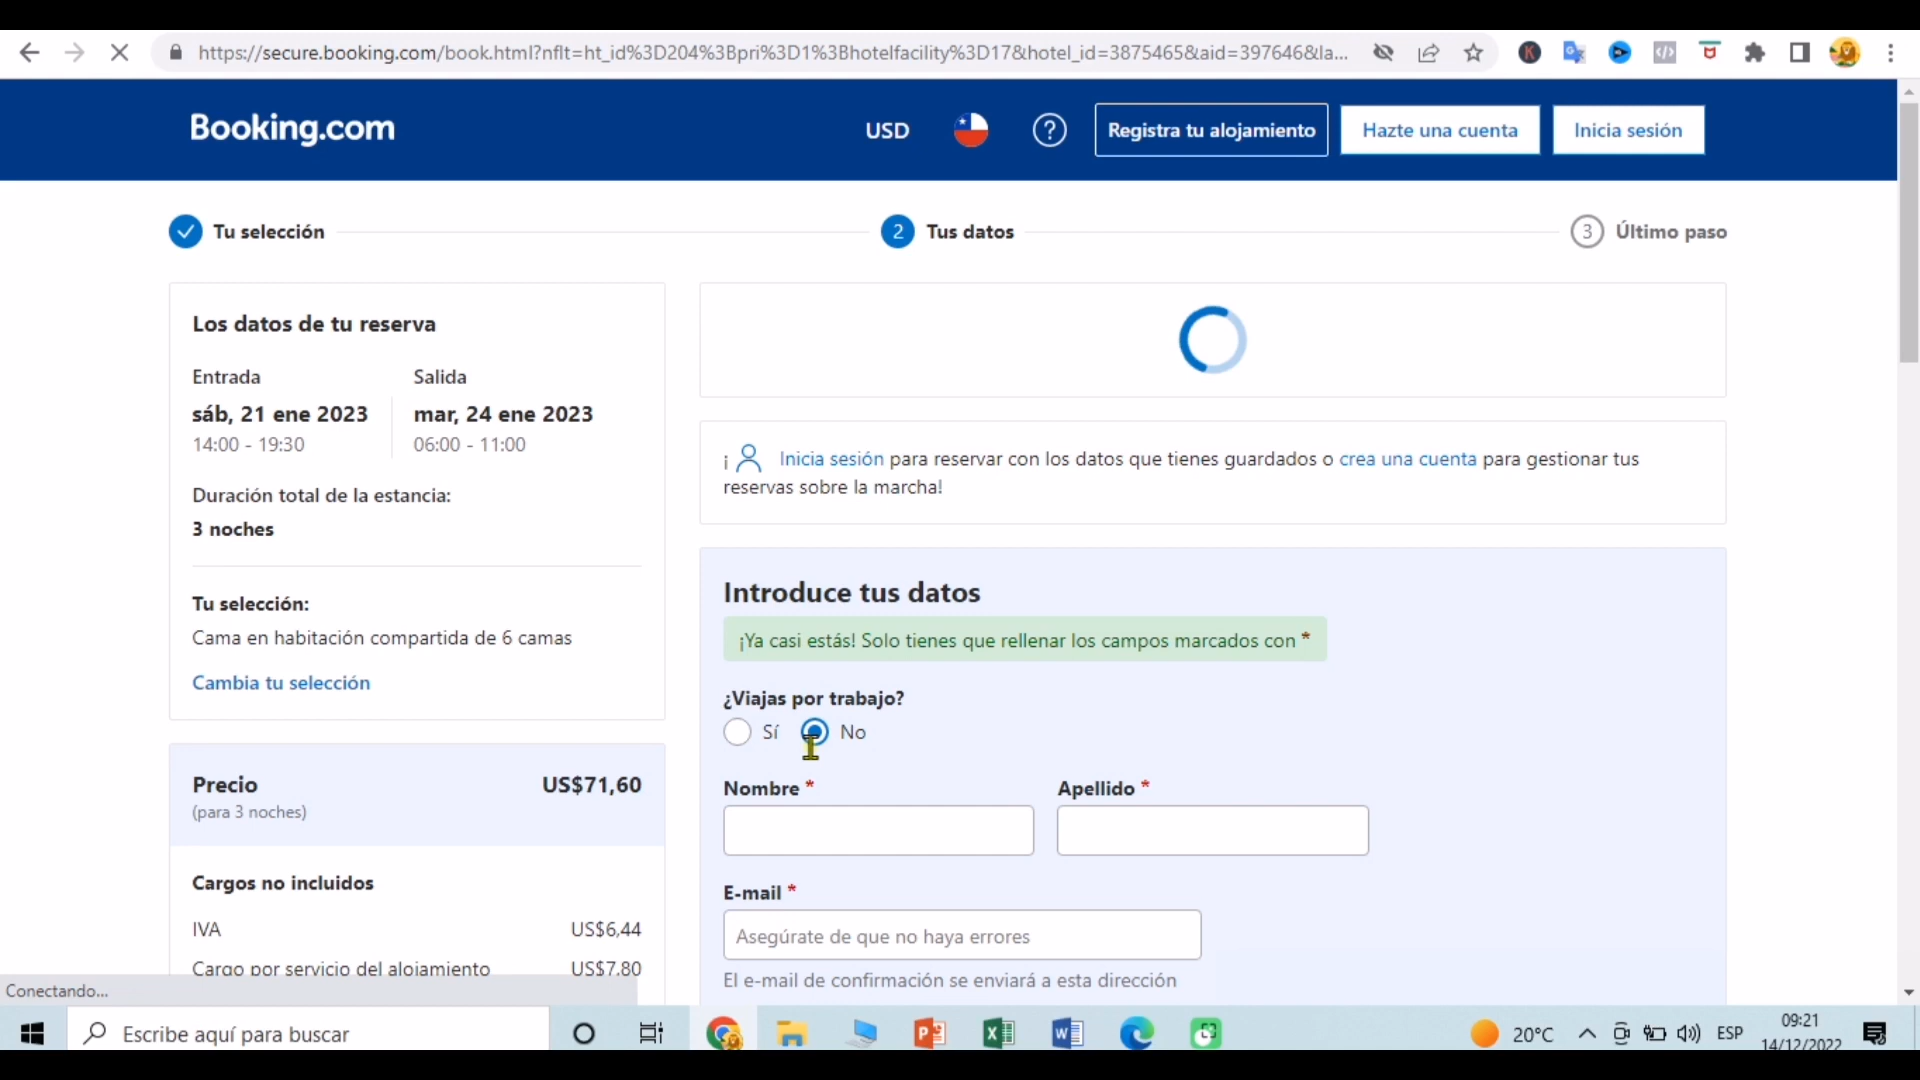 https://secure.booking.com/book.html?nflt=ht_id%3D204%3Bpri%3D1%3Bhotelfacility%3D17&hotel_id=3875465&aid=397646&la...
Booking.com
USD
Registra tu alojamiento
Hazte una cuenta
Inicia sesión
Tu selección
2
Tus datos
3
Último paso
Los datos de tu reserva
Entrada
Salida
sáb, 21 ene 2023
mar, 24 ene 2023
14:00 - 19:30
06:00 - 11:00
Duración total de la estancia:
3 noches
Tu selección:
Cama en habitación compartida de 6 camas
Cambia tu selección
Precio
US$71,60
(para 3 noches)
Cargos no incluidos
IVA
US$6,44
Cargo por servicio del alojamiento
US$7,80
¡ Inicia sesión para reservar con los datos que tienes guardados o crea una cuenta para gestionar tus
reservas sobre la marcha!
Introduce tus datos
¡Ya casi estás! Solo tienes que rellenar los campos marcados con *
¿Viajas por trabajo?
Sí
No
Nombre *
Apellido *
E-mail *
Asegúrate de que no haya errores
El e-mail de confirmación se enviará a esta dirección
Conectando...
Escribe aquí para buscar
20°C
ESP
09:21
14/12/2022